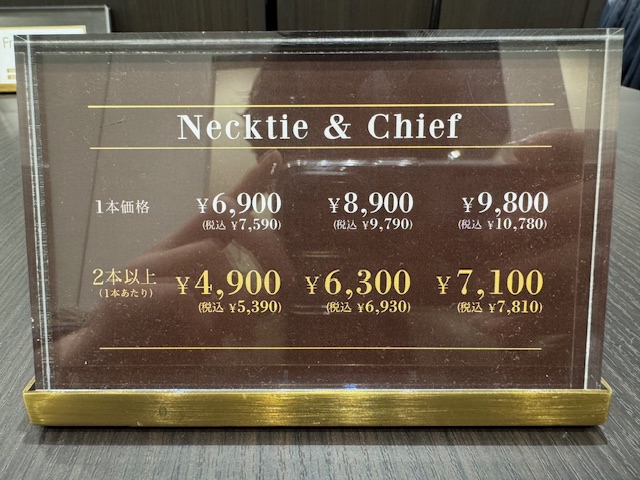 Fr
Necktie & Chief
1本価格 ¥6,900 ¥8,900 ¥9,800
(税込 ¥7,590) (税込 ¥9,790) (税込 ¥10,780)
2本以上 ¥4,900 ¥6,300 ¥7,100
(1本あたり) (税込 ¥5,390) (税込 ¥6,930) (税込 ¥7,810)